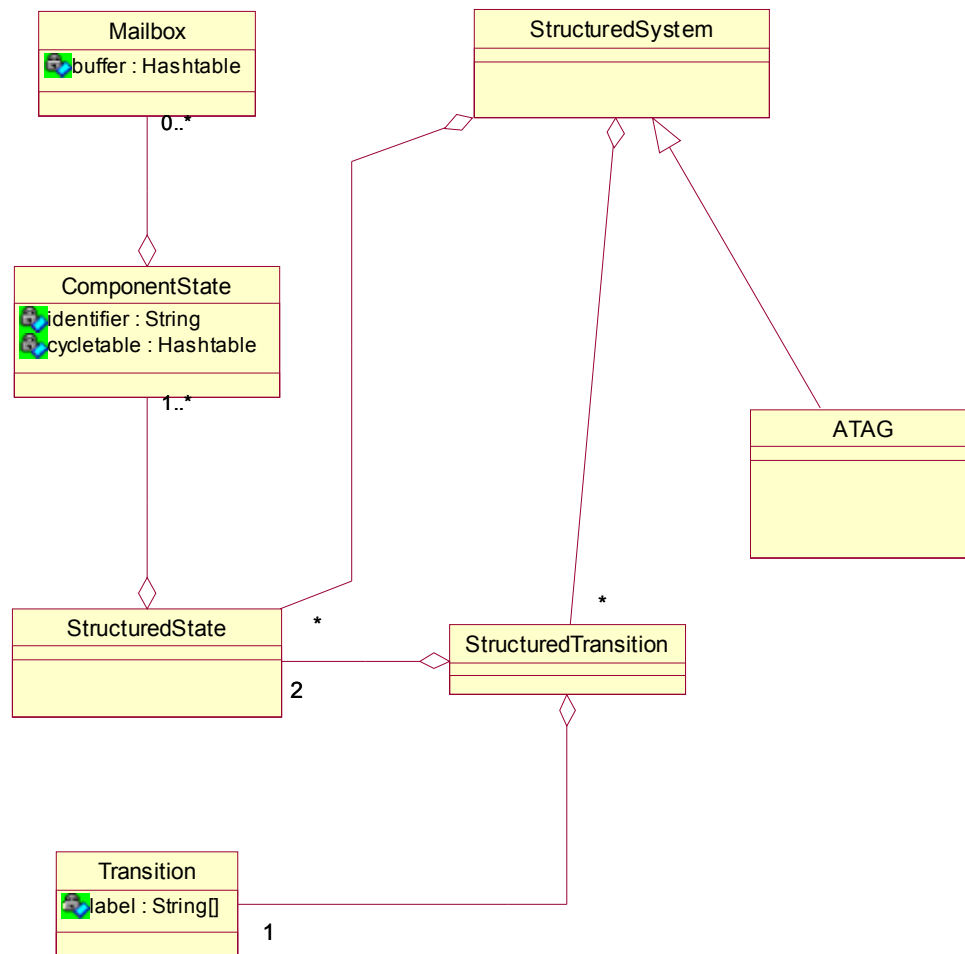 Mailbox
buffer : Hashtable
0..*
StructuredSystem
ComponentState
identifier : String
cycletable : Hashtable
1..*
ATAG
StructuredState
*
2
*
StructuredTransition
Transition
label : String[]
1